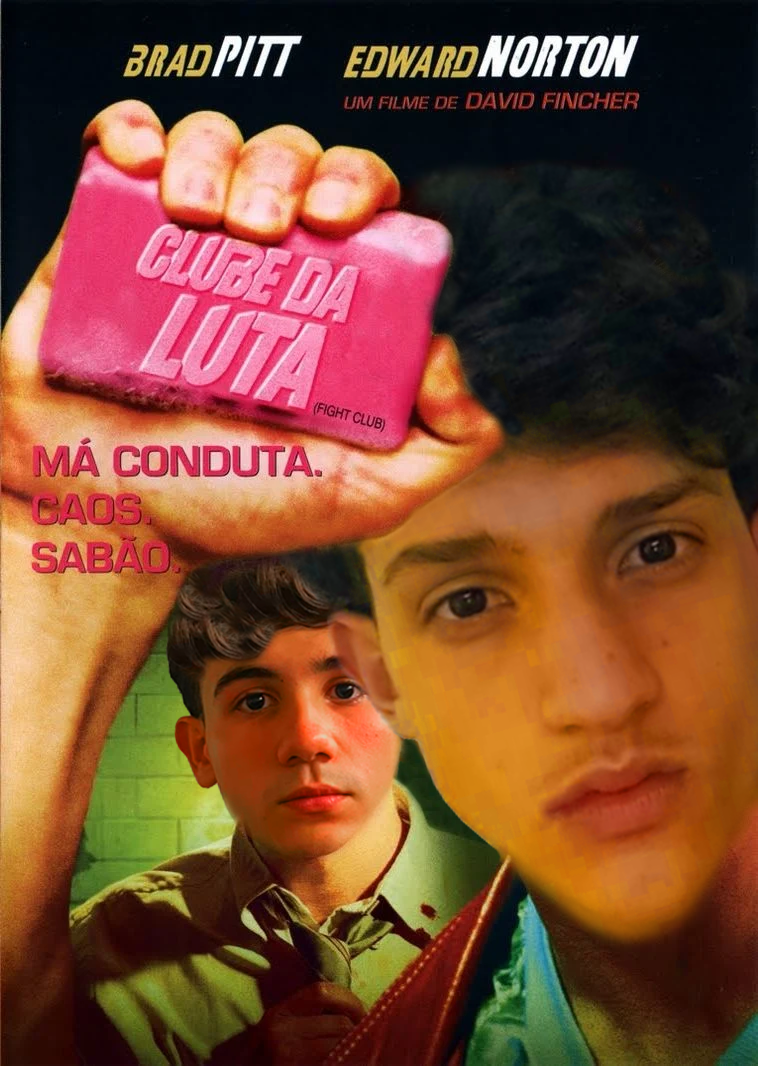 BRAD PITT EDWARD NORTON
UM FILME DE DAVID FINCHER
CLUBE DA
LUTA
(FIGHT CLUB)
MÁ CONDUTA.
CAOS.
SABÃO.